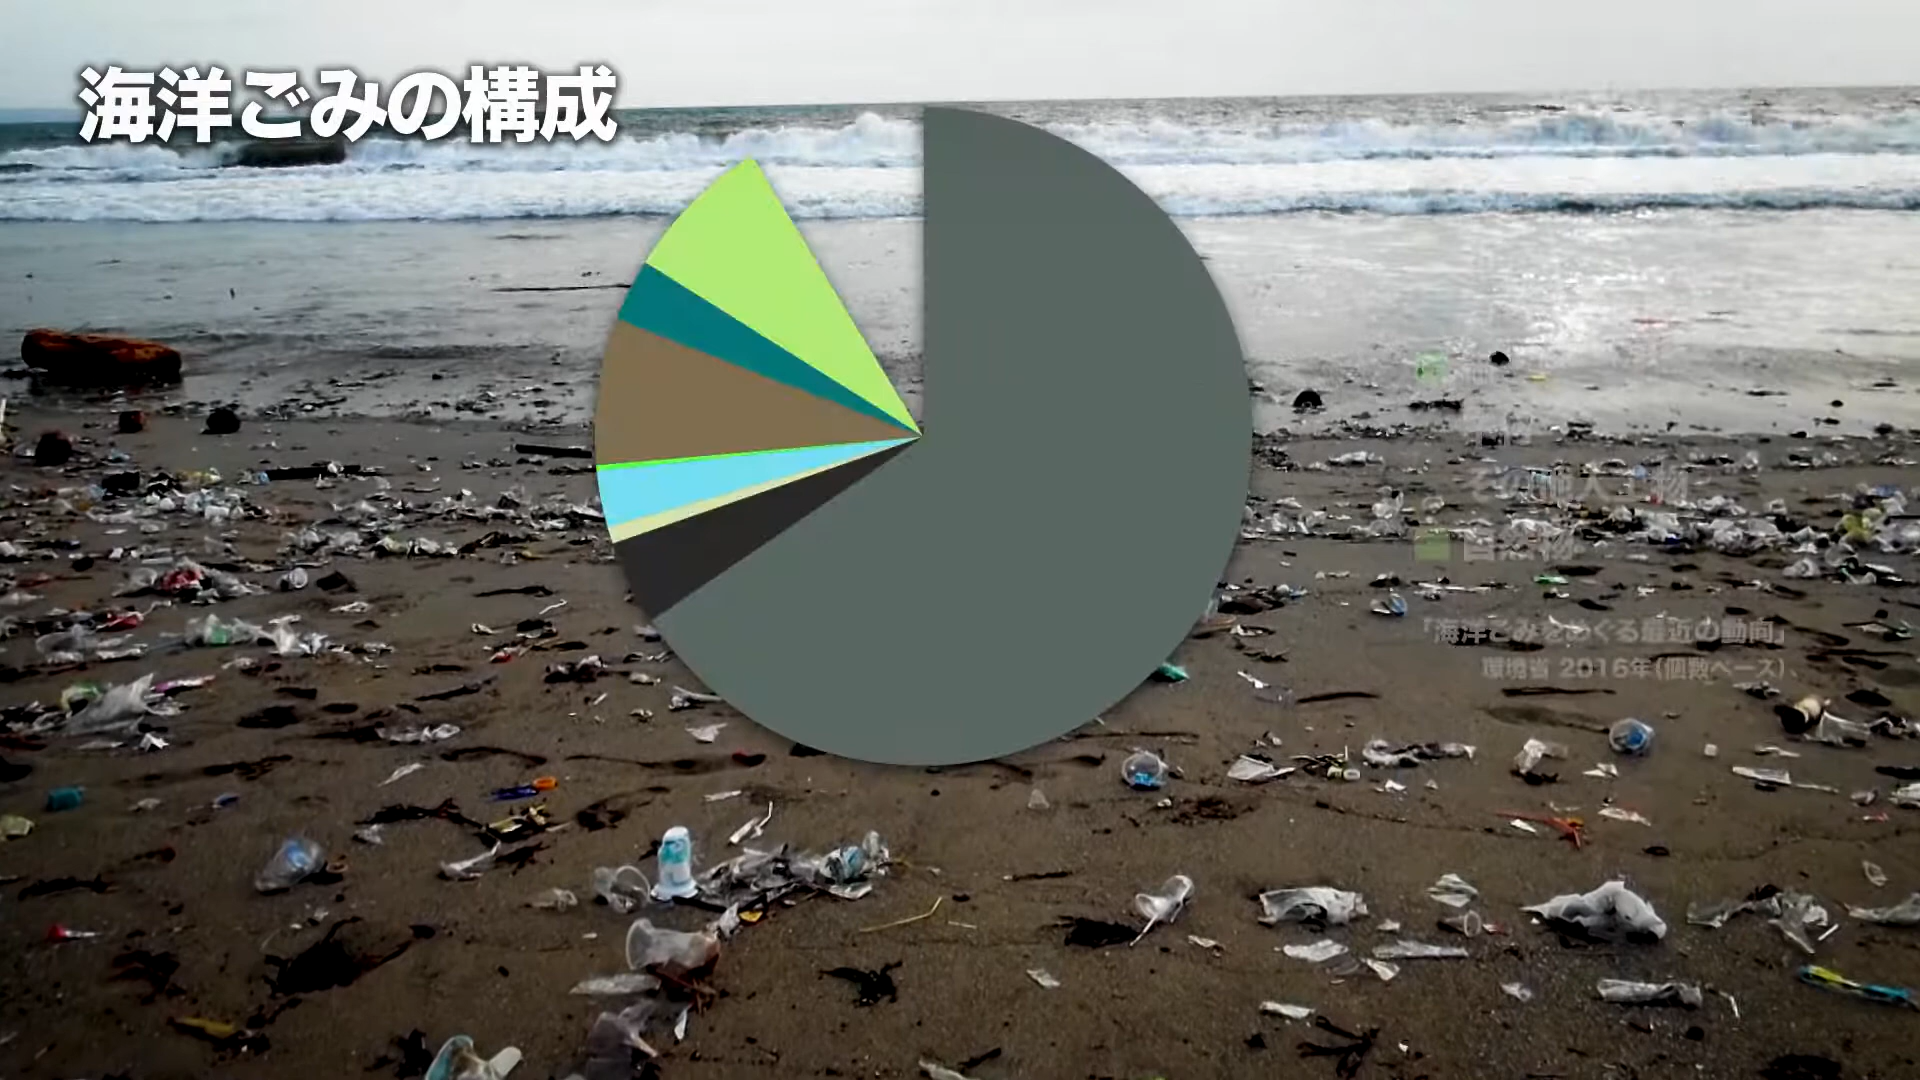 海洋ごみの構成
その他人工物
自然物
「海洋ごみをめぐる最近の動向」
環境省 2016年(個数ベース)、